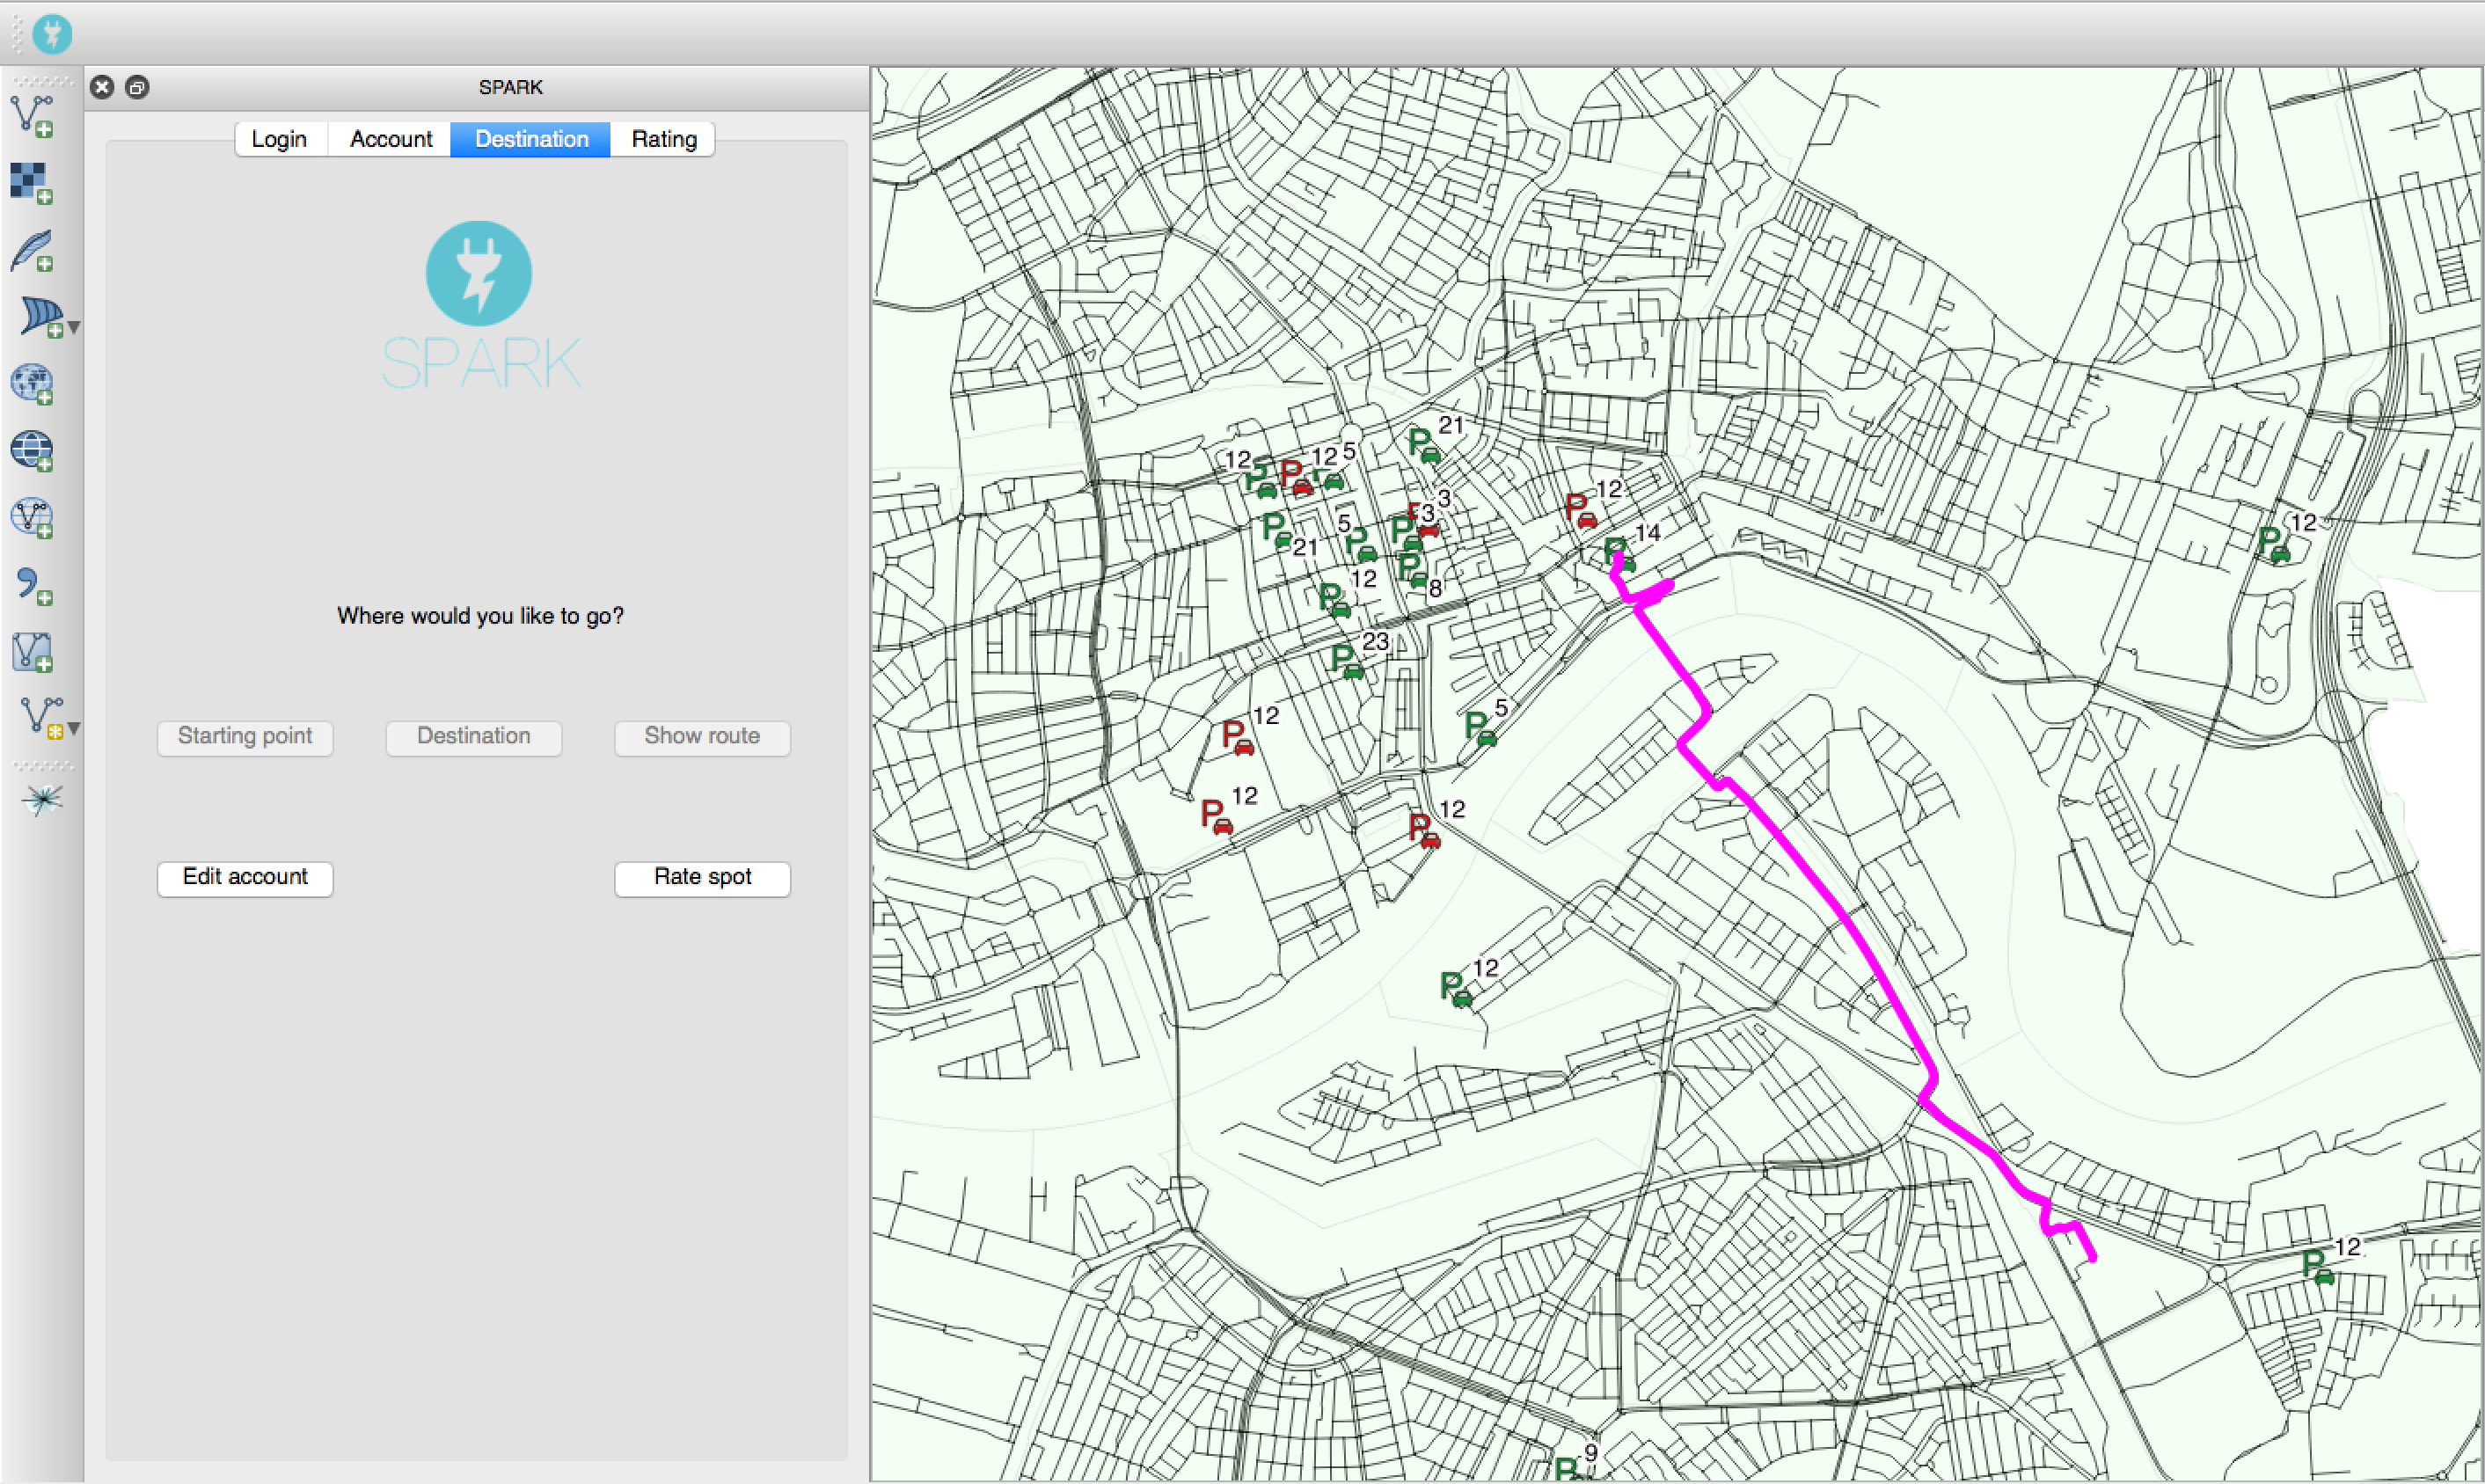 SPARK
Login Account Destination Rating
SPARK
Where would you like to go?
Starting point Destination Show route
Edit account Rate spot
21
12 P P 12 5 P
P
12
3
P 12
P 21
5 P
3
P
14
12
P
P
8
12
P
23
P
5
P
12
P
12
P
12
P
12
P
12
P
9